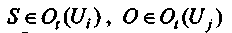 S ∈ O_t(U_i) , O ∈ O_t(U_j)